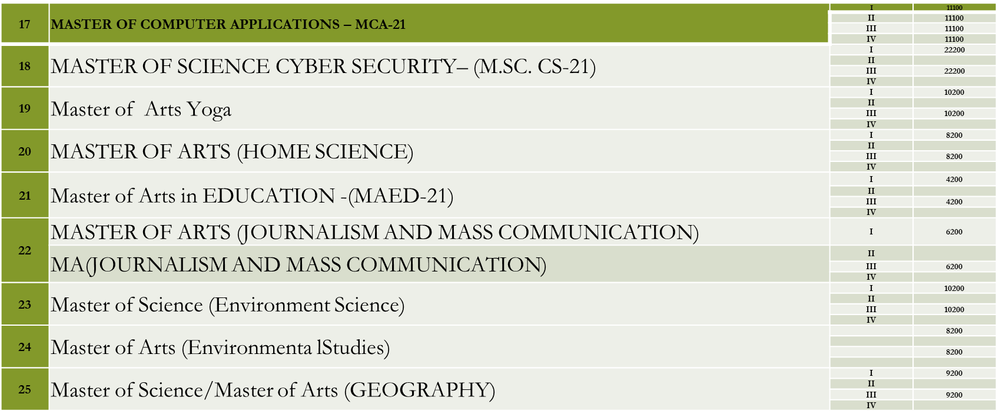 17 MASTER OF COMPUTER APPLICATIONS – MCA-21 I 11100
II 11100
III 11100
IV 11100
18 MASTER OF SCIENCE CYBER SECURITY– (M.SC. CS-21) I 22200
II
III 22200
IV
19 Master of Arts Yoga I 10200
II
III 10200
IV
20 MASTER OF ARTS (HOME SCIENCE) I 8200
II
III 8200
IV
21 Master of Arts in EDUCATION -(MAED-21) I 4200
II
III 4200
IV
22 MASTER OF ARTS (JOURNALISM AND MASS COMMUNICATION) I 6200
MA(JOURNALISM AND MASS COMMUNICATION) II
III 6200
IV
23 Master of Science (Environment Science) I 10200
II
III 10200
IV
24 Master of Arts (Environmenta lStudies) 8200
8200
25 Master of Science/Master of Arts (GEOGRAPHY) I 9200
II
III 9200
IV